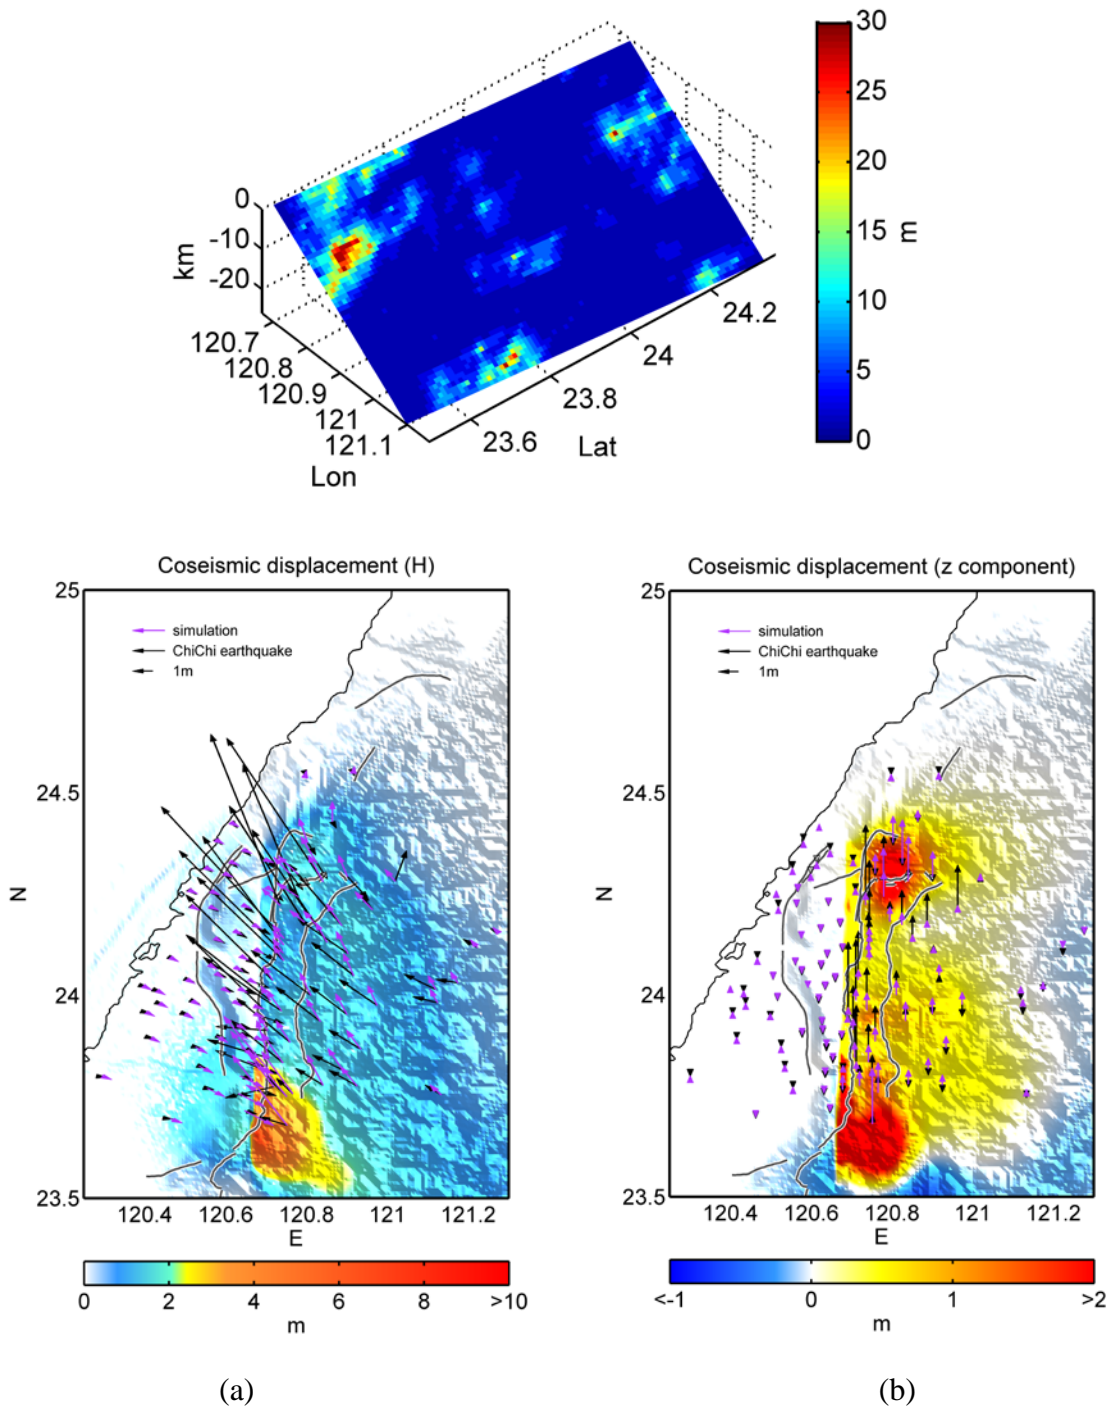 30
25
20
15
10
5
0
m
0
-10
-20
km
120.7
120.8
120.9
121
121.1
Lon
23.6
23.8
24
24.2
Lat
Coseismic displacement (H)
simulation
ChiChi earthquake
1m
25
24.5
24
23.5
N
120.4 120.6 120.8 121 121.2
E
0 2 4 6 8 >10
m
(a)
Coseismic displacement (z component)
simulation
ChiChi earthquake
1m
25
24.5
24
23.5
N
120.4 120.6 120.8 121 121.2
E
<-1 0 1 >2
m
(b)